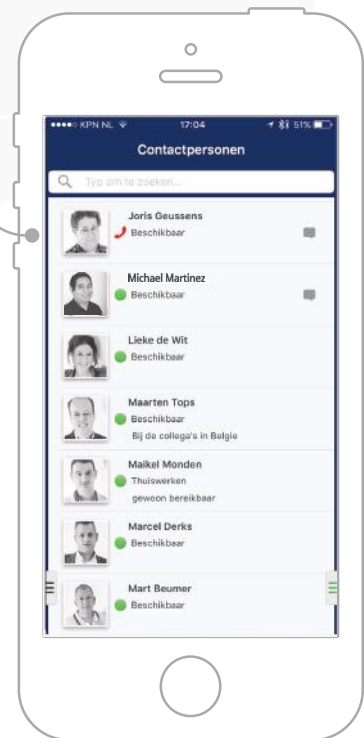 KPN NL 17:04 51%
Contactpersonen
Typ om te zoeken...
Joris Geussens
Beschikbaar
Michael Martinez
Beschikbaar
Lieke de Wit
Beschikbaar
Maarten Tops
Beschikbaar
Bij de collega's in Belgie
Maikel Monden
Thuiswerken
gewoon bereikbaar
Marcel Derks
Beschikbaar
Mart Beumer
Beschikbaar